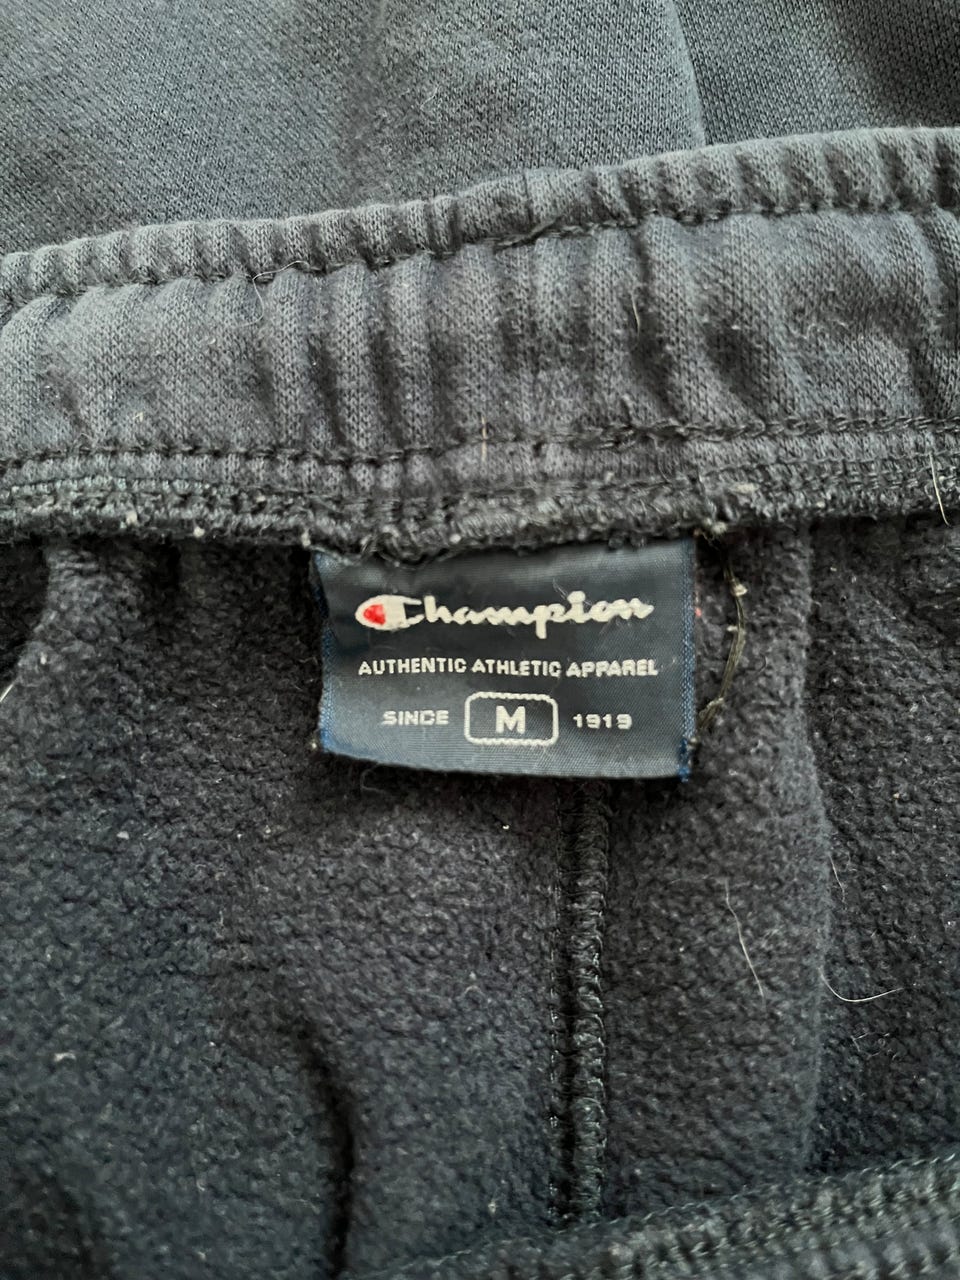 Champion
AUTHENTIC ATHLETIC APPAREL
SINCE M 1919